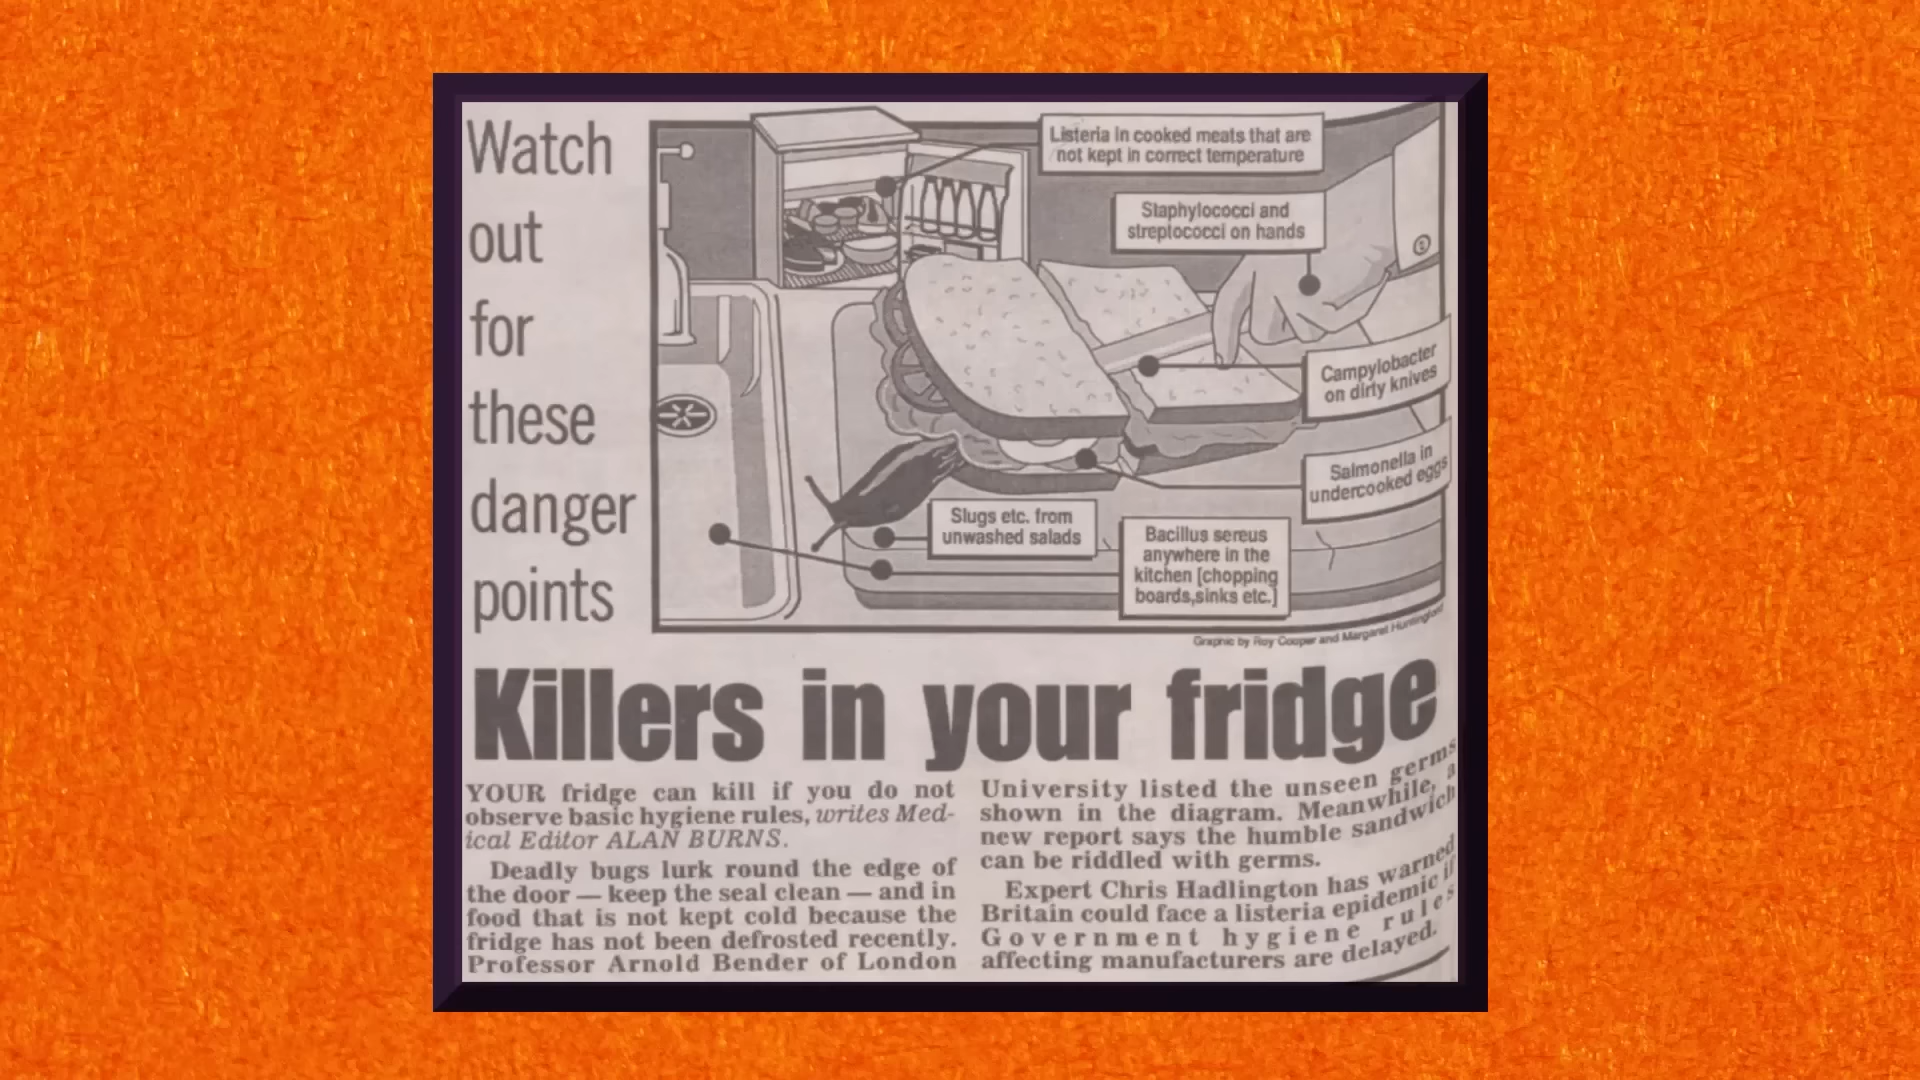 Watch
out
for
these
danger
points
Listeria in cooked meats that are
not kept in correct temperature
Staphylococci and
streptococci on hands
Campylobacter
on dirty knives
Salmonella in
undercooked eggs
Slugs etc. from
unwashed salads
Bacillus sereus
anywhere in the
kitchen [chopping
boards,sinks etc.]
Graphic by Roy Cooper and Margaret Huntingford
Killers in your fridge
YOUR fridge can kill if you do not
observe basic hygiene rules, writes Med-
ical Editor ALAN BURNS.
Deadly bugs lurk round the edge of
the door — keep the seal clean — and in
food that is not kept cold because the
fridge has not been defrosted recently.
Professor Arnold Bender of London
University listed the unseen germs
shown in the diagram. Meanwhile, a
new report says the humble sandwich
can be riddled with germs.
Expert Chris Hadlington has warned
Britain could face a listeria epidemic if
Government hygiene rules
affecting manufacturers are delayed.